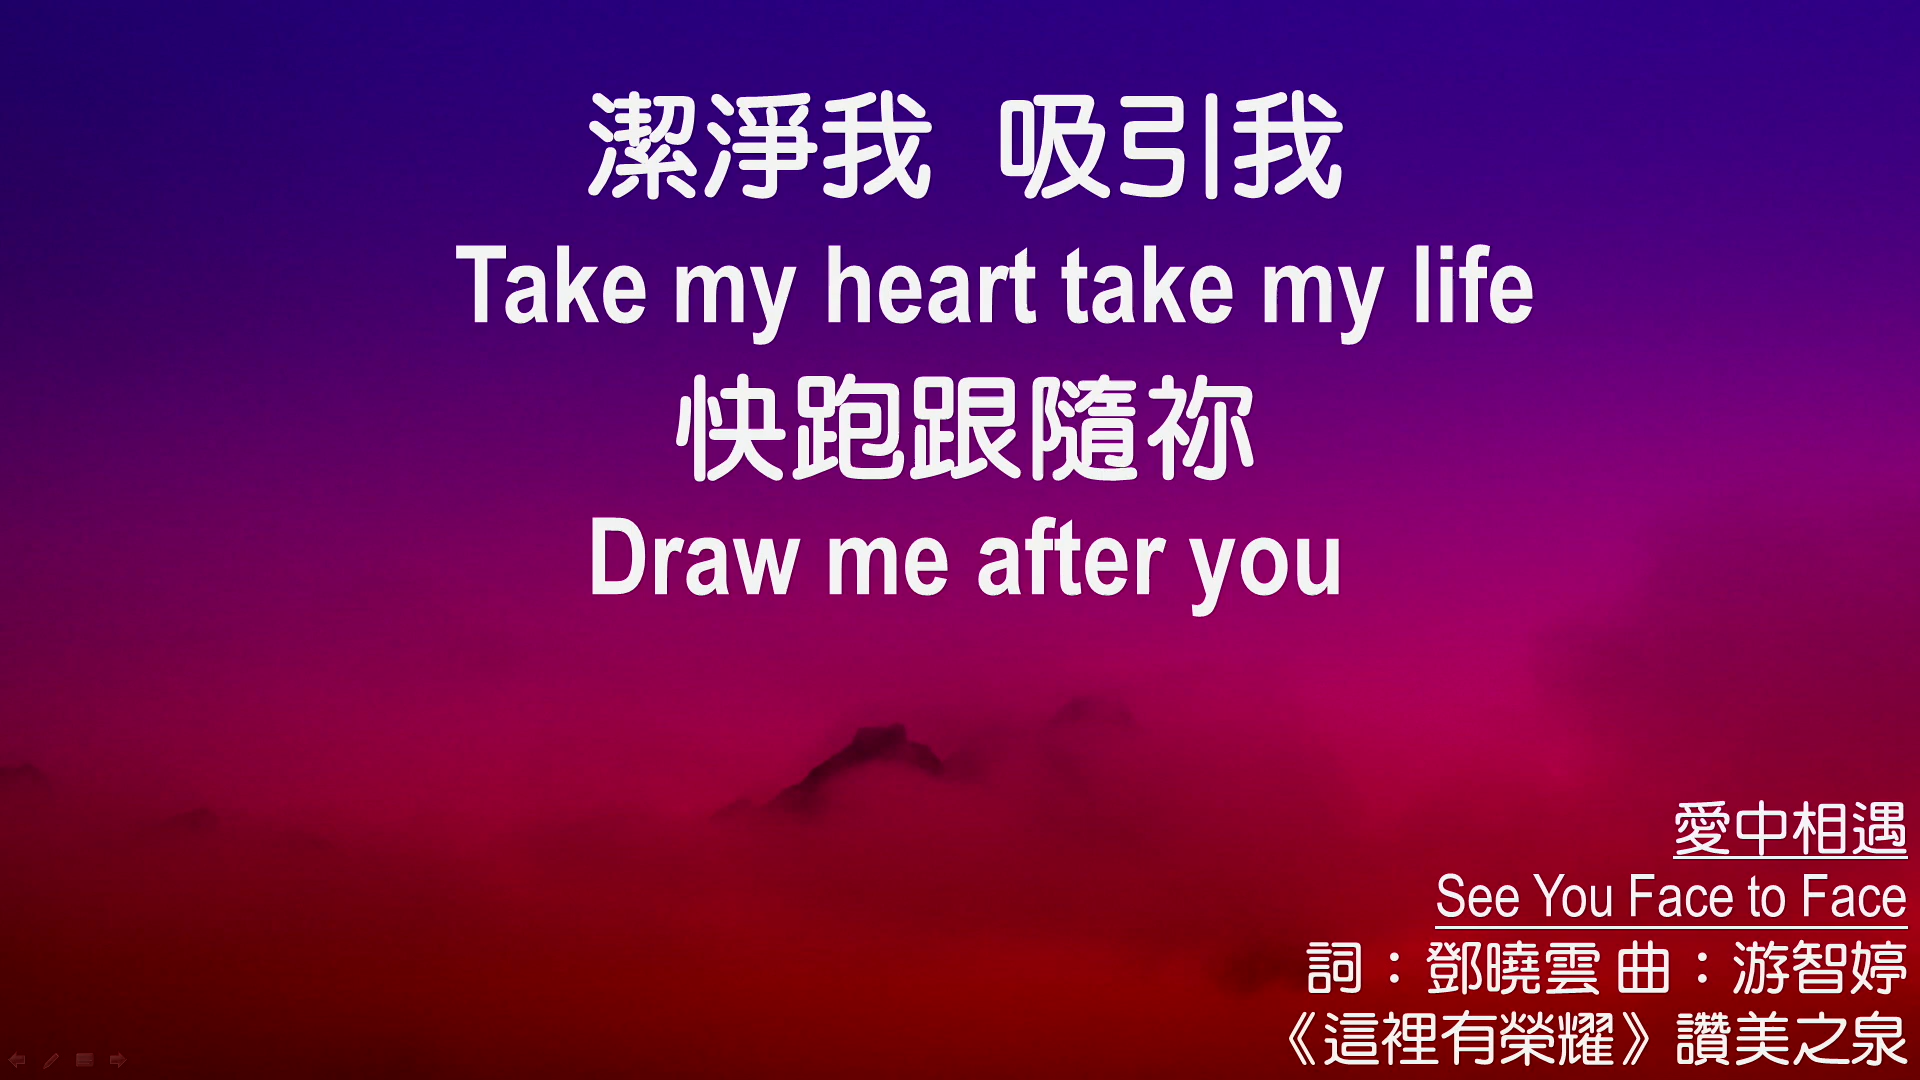 潔淨我 吸引我
Take my heart take my life
快跑跟隨祢
Draw me after you
愛中相遇
See You Face to Face
詞：鄧曉雲 曲：游智婷
《這裡有榮耀》讚美之泉